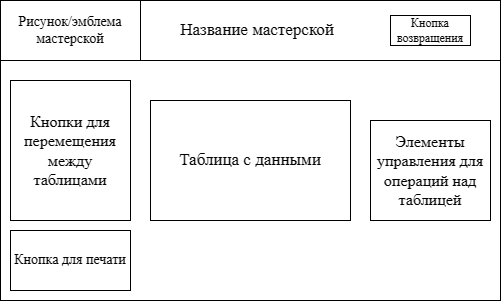 Рисунок/эмблема
мастерской
Название мастерской
Кнопка
возвращения
Кнопки для
перемещения
между
таблицами
Таблица с данными
Элементы
управления для
операций над
таблицей
Кнопка для печати